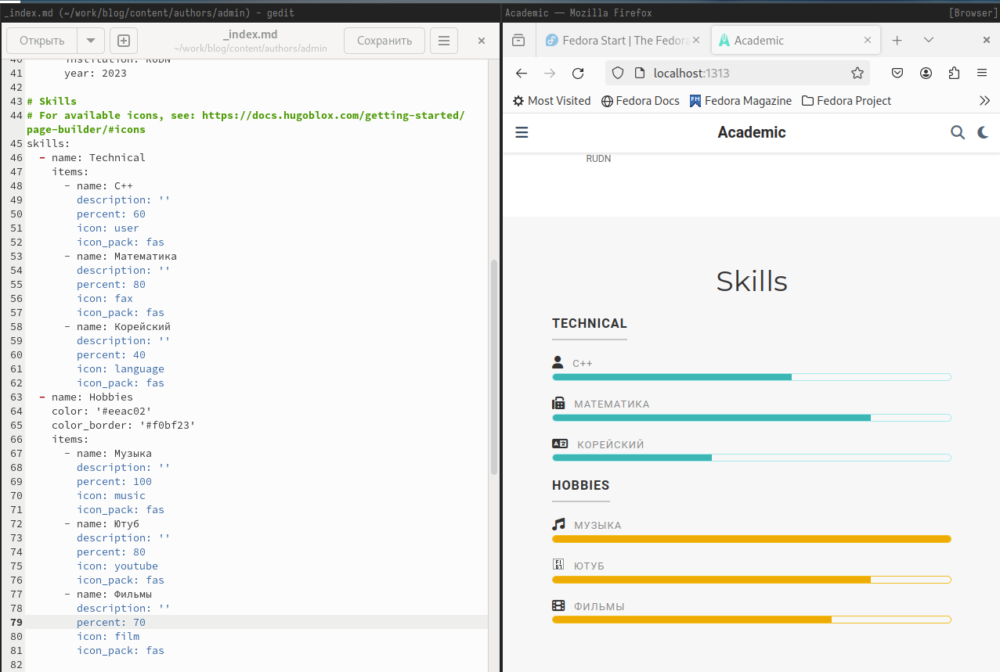 _index.md (~/work/blog/content/authors/admin) - gedit
Открыть
_index.md
~/work/blog/content/authors/admin
Сохранить
40 institution: RUDN
41 year: 2023
42
43 # Skills
44 # For available icons, see: https://docs.hugoblox.com/getting-started/
page-builder/#icons
45 skills:
46 - name: Technical
47 items:
48 - name: C++
49 description: ''
50 percent: 60
51 icon: user
52 icon_pack: fas
53 - name: Математика
54 description: ''
55 percent: 80
56 icon: fax
57 icon_pack: fas
58 - name: Корейский
59 description: ''
60 percent: 40
61 icon: language
62 icon_pack: fas
63 - name: Hobbies
64 color: '#eeac02'
65 color_border: '#f0bf23'
66 items:
67 - name: Музыка
68 description: ''
69 percent: 100
70 icon: music
71 icon_pack: fas
72 - name: Ютуб
73 description: ''
74 percent: 80
75 icon: youtube
76 icon_pack: fas
77 - name: Фильмы
78 description: ''
79 percent: 70
80 icon: film
81 icon_pack: fas
82
Academic — Mozilla Firefox [Browser]
Fedora Start | The Fedora
Academic
localhost:1313
Most Visited Fedora Docs Fedora Magazine Fedora Project
Academic
RUDN
Skills
TECHNICAL
C++
МАТЕМАТИКА
КОРЕЙСКИЙ
HOBBIES
МУЗЫКА
ЮТУБ
ФИЛЬМЫ